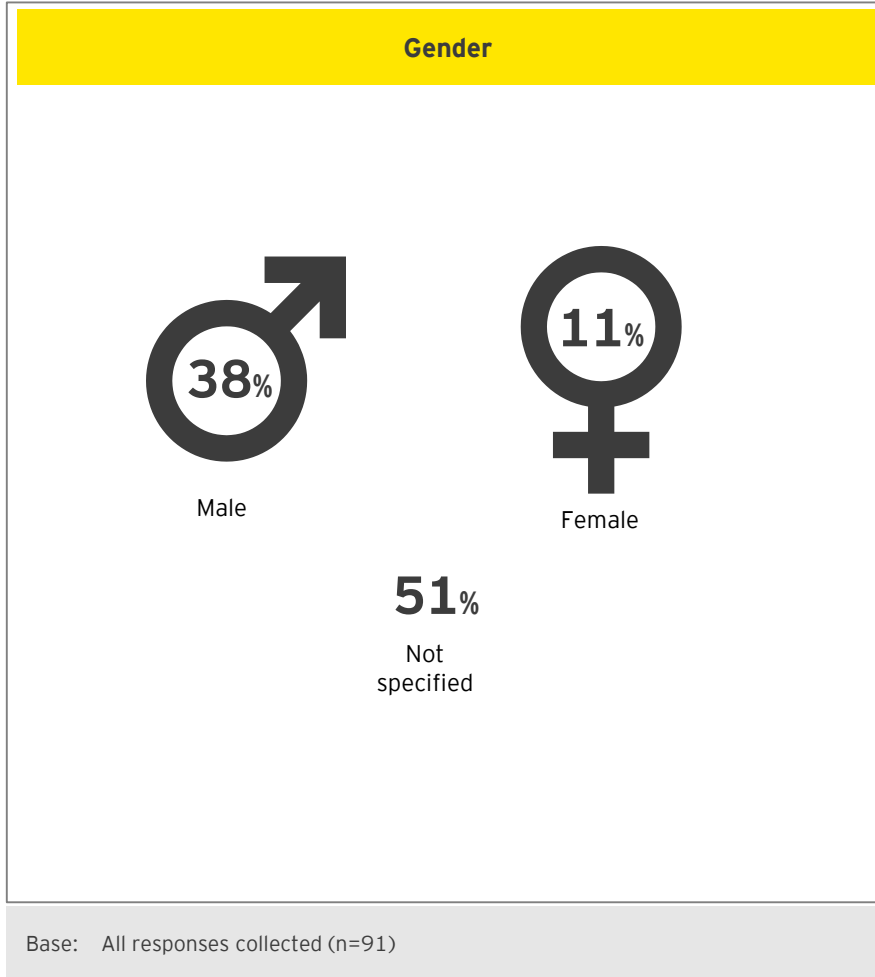 Gender
38%
11%
Male
Female
51%
Not
specified
Base: All responses collected (n=91)